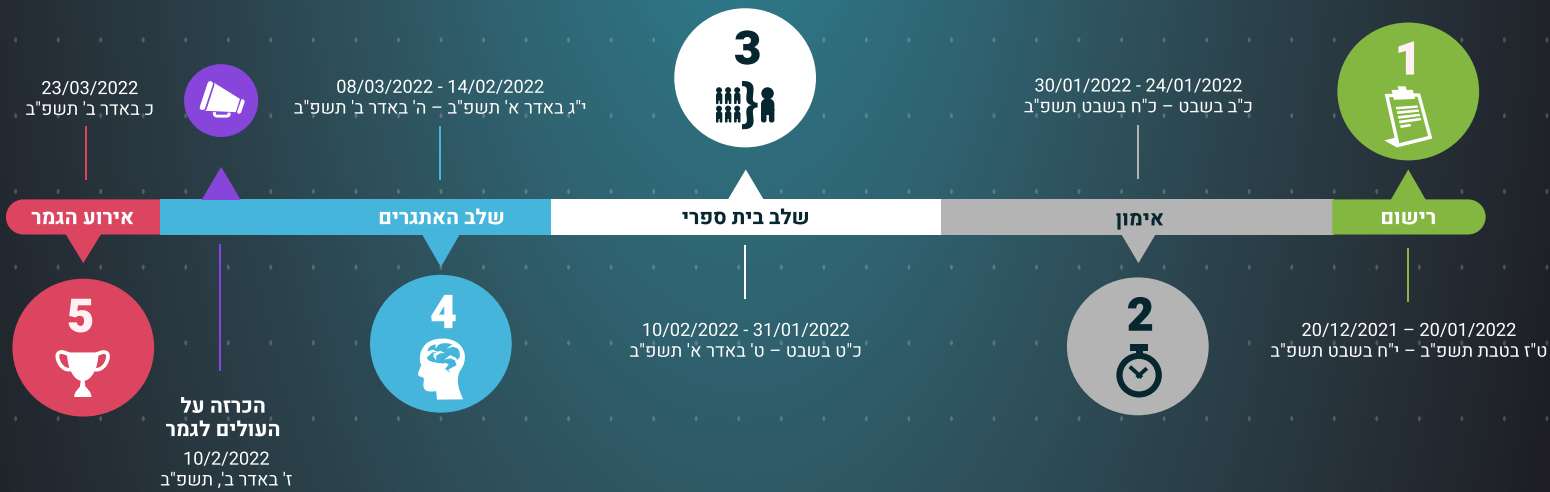 1
רישום
20/12/2021 – 20/01/2022
ט"ז בטבת תשפ"ב – י"ח בשבט תשפ"ב
30/01/2022 - 24/01/2022
כ"ב בשבט – כ"ח בשבט תשפ"ב
אימון
2
3
שלב בית ספרי
10/02/2022 - 31/01/2022
כ"ט בשבט – ט' באדר א' תשפ"ב
08/03/2022 - 14/02/2022
י"ג באדר א' תשפ"ב – ה' באדר ב' תשפ"ב
שלב האתגרים
4
הכרזה על
העולים לגמר
10/2/2022
ז' באדר ב', תשפ"ב
23/03/2022
כ באדר ב' תשפ"ב
אירוע הגמר
5